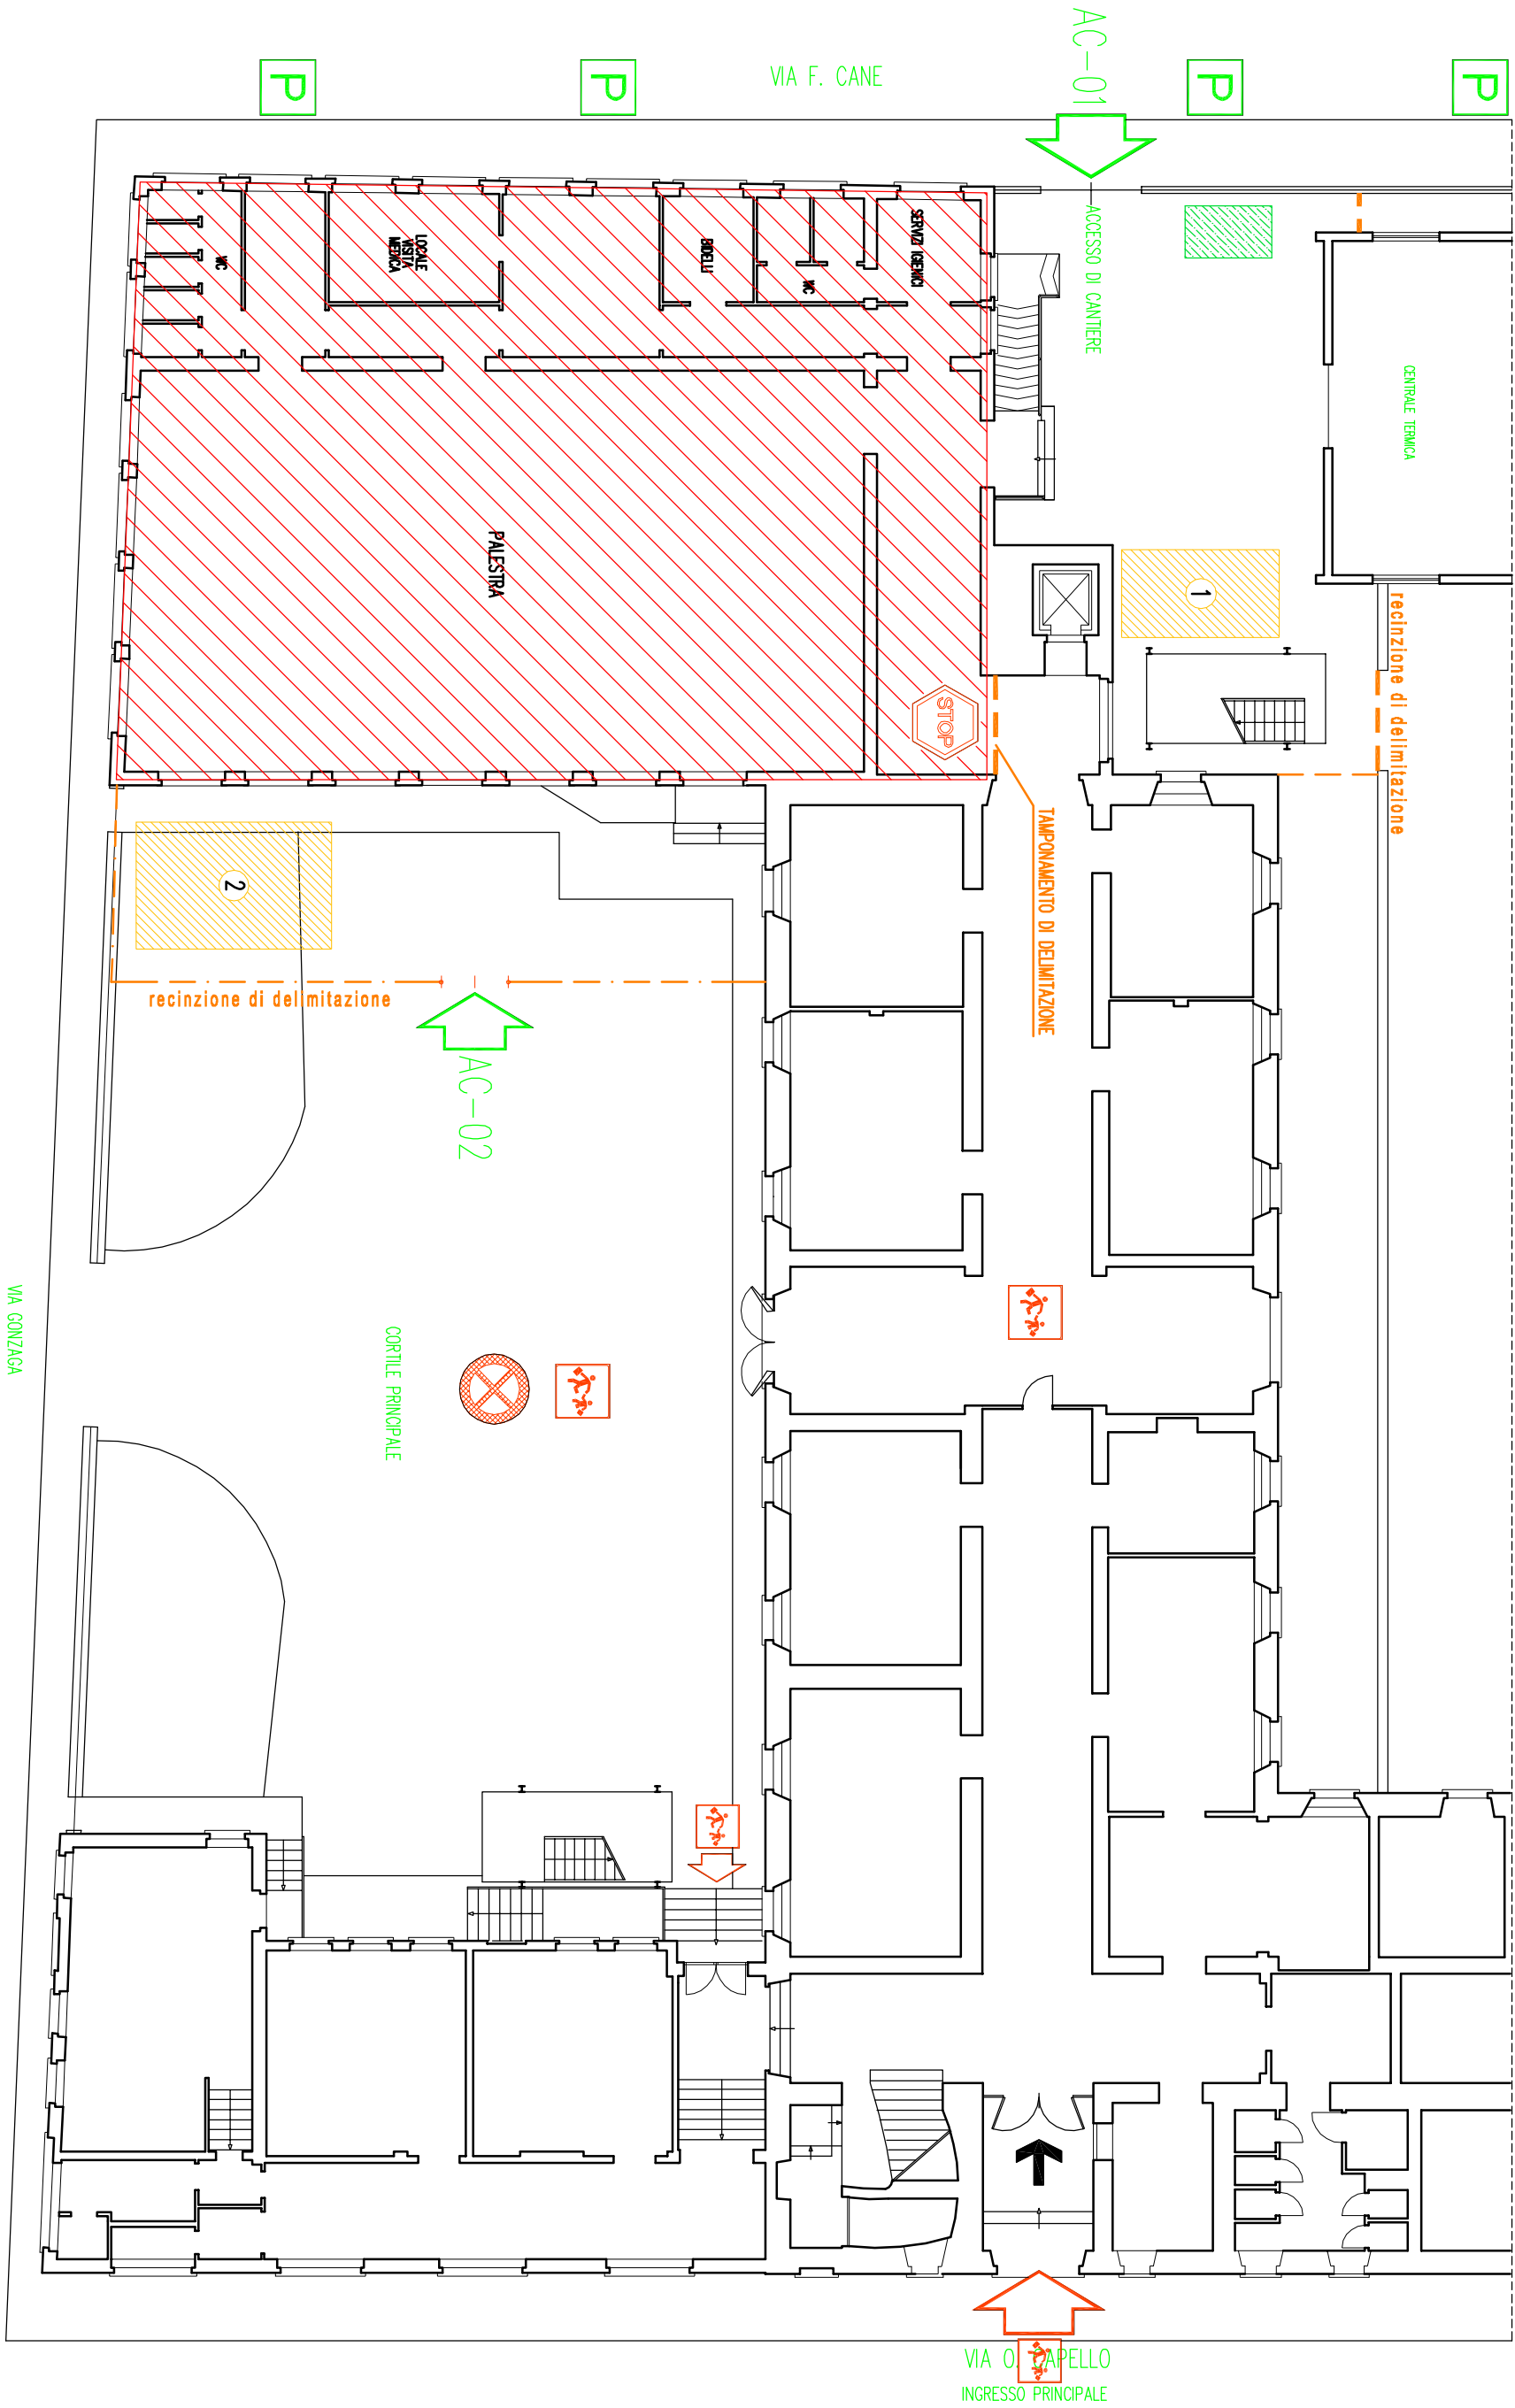 P
P
VIA F. CANE
AC-01
P
P
ACCESSO DI CANTIERE
SERVIZI IGIENICI
BIDELLI
WC
LOCALE
VISITA
MEDICA
WC
CENTRALE TERMICA
PALESTRA
1
recinzione di delimitazione
STOP
TAMPONAMENTO DI DELIMITAZIONE
2
recinzione di delimitazione
AC-02
VIA GONZAGA
CORTILE PRINCIPALE
VIA O. CAPELLO
INGRESSO PRINCIPALE